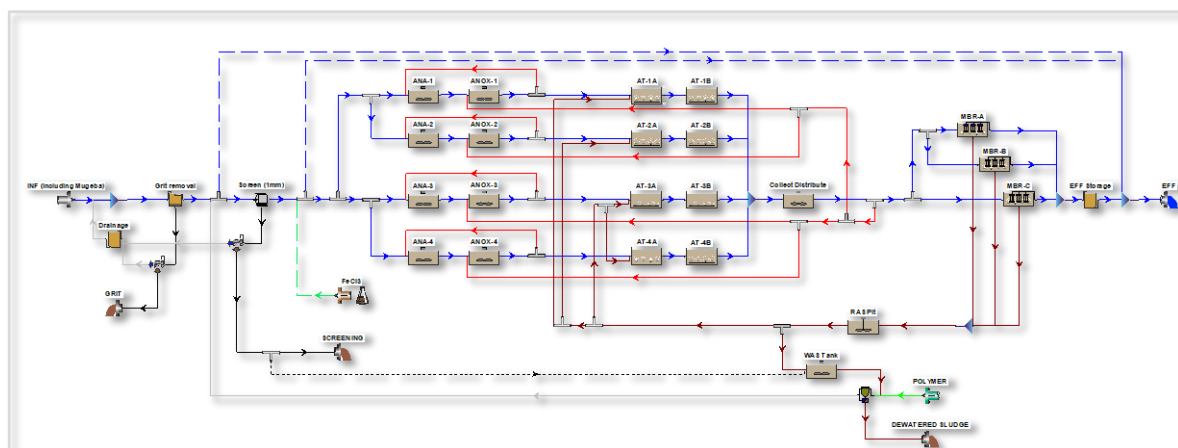 ANA-1
ANOX-1
AT-1A
AT-1B
ANA-2
ANOX-2
AT-2A
AT-2B
MBR-A
MBR-B
INF (Including Mugeba)
Grit removal
Screen (1mm)
ANA-3
ANOX-3
AT-3A
AT-3B
Collect Distribute
MBR-C
EFF Storage
EFF
Drainage
ANA-4
ANOX-4
AT-4A
AT-4B
GRIT
FeCl3
RASPIE
SCREENING
WAS Tank
POLYMER
DEWATERED SLUDGE